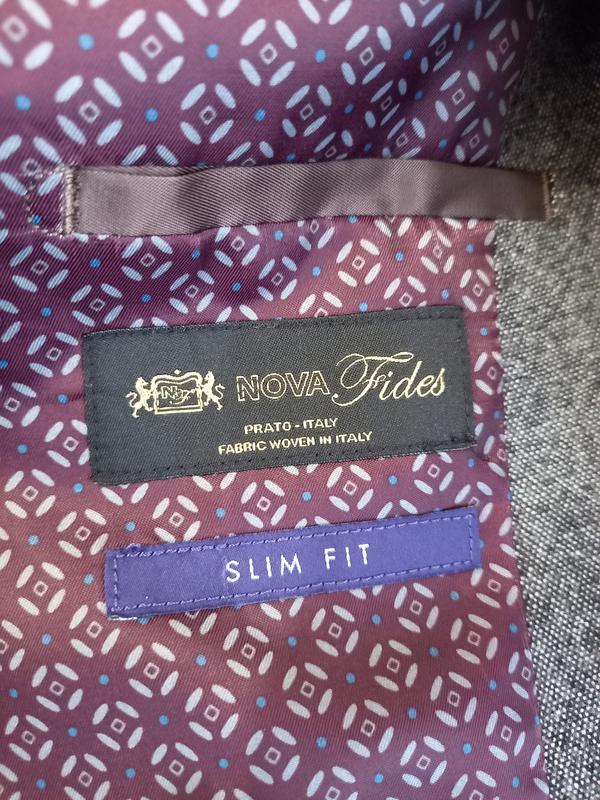 NOVA Fides
PRATO - ITALY
FABRIC WOVEN IN ITALY
SLIM FIT